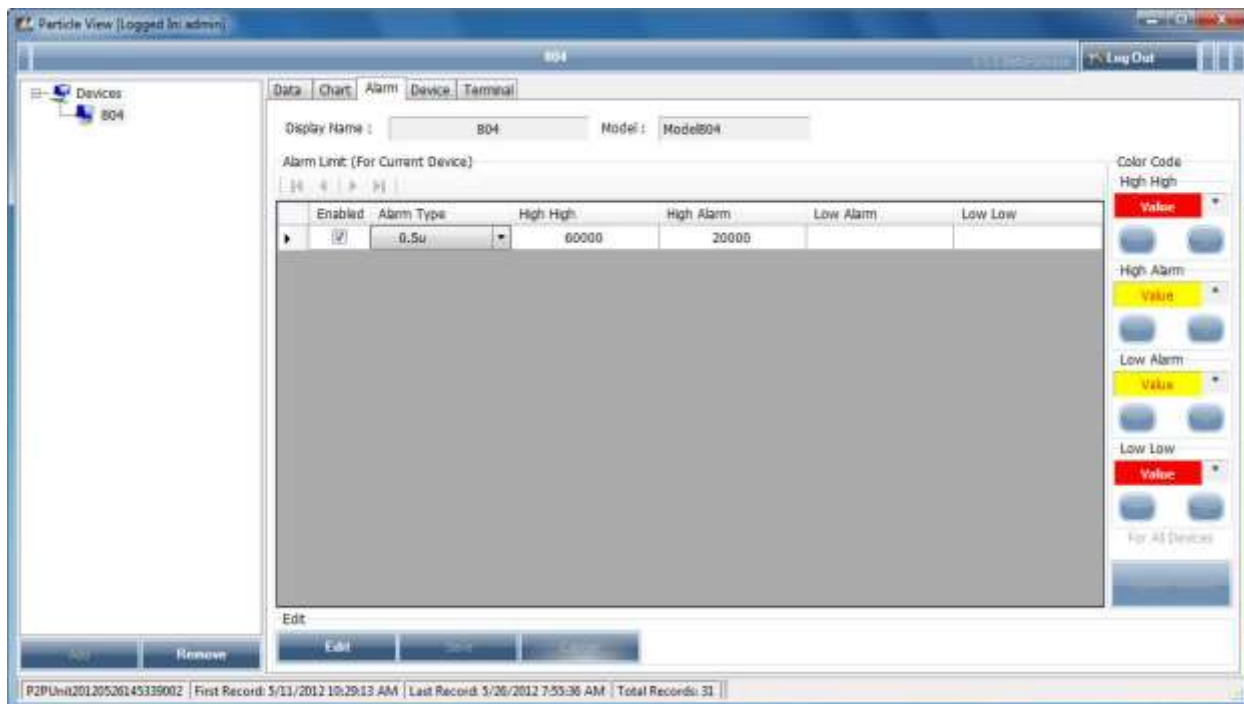 Particle View [Logged In: admin]
804
Log Out
Devices
804
Data Chart Alarm Device Terminal
Display Name : 804 Model : Model804
Alarm Limit (For Current Device)
Enabled Alarm Type High High High Alarm Low Alarm Low Low
0.5u 60000 20000
Color Code
High High
Value
High Alarm
Value
Low Alarm
Value
Low Low
Value
For All Devices
Edit
Edit Save Cancel
Add Remove
P2PUnit20120526145339002 First Record: 5/11/2012 10:29:13 AM Last Record: 5/26/2012 7:55:36 AM Total Records: 31